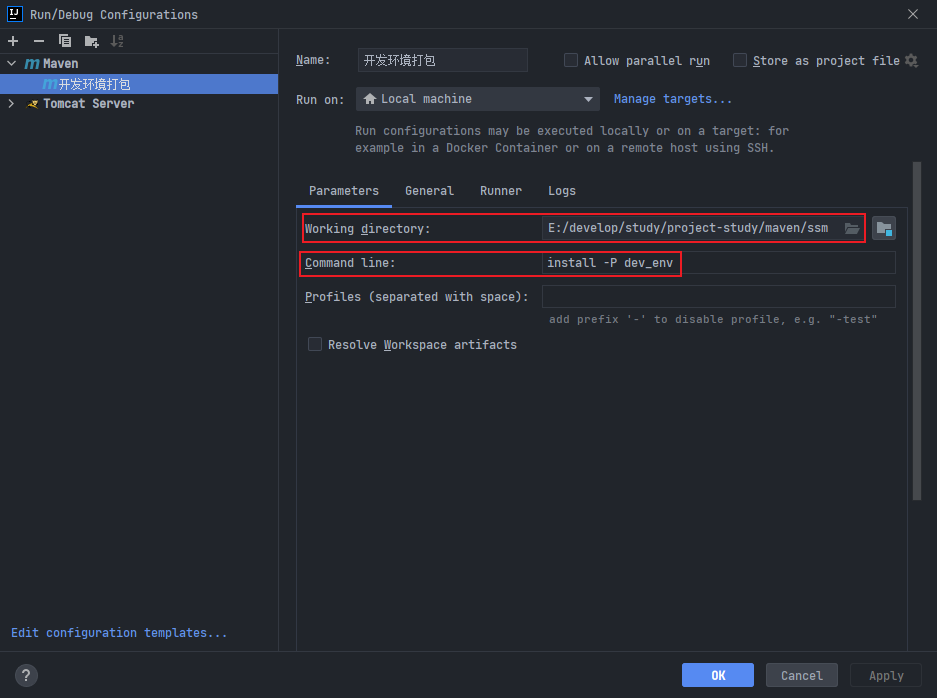 Run/Debug Configurations
Maven
开发环境打包
Tomcat Server
Name: 开发环境打包 Allow parallel run Store as project file
Run on: Local machine Manage targets...
Run configurations may be executed locally or on a target: for
example in a Docker Container or on a remote host using SSH.
Parameters General Runner Logs
Working directory: E:/develop/study/project-study/maven/ssm
Command line: install -P dev_env
Profiles (separated with space):
add prefix '-' to disable profile, e.g. "-test"
Resolve Workspace artifacts
Edit configuration templates...
? OK Cancel Apply